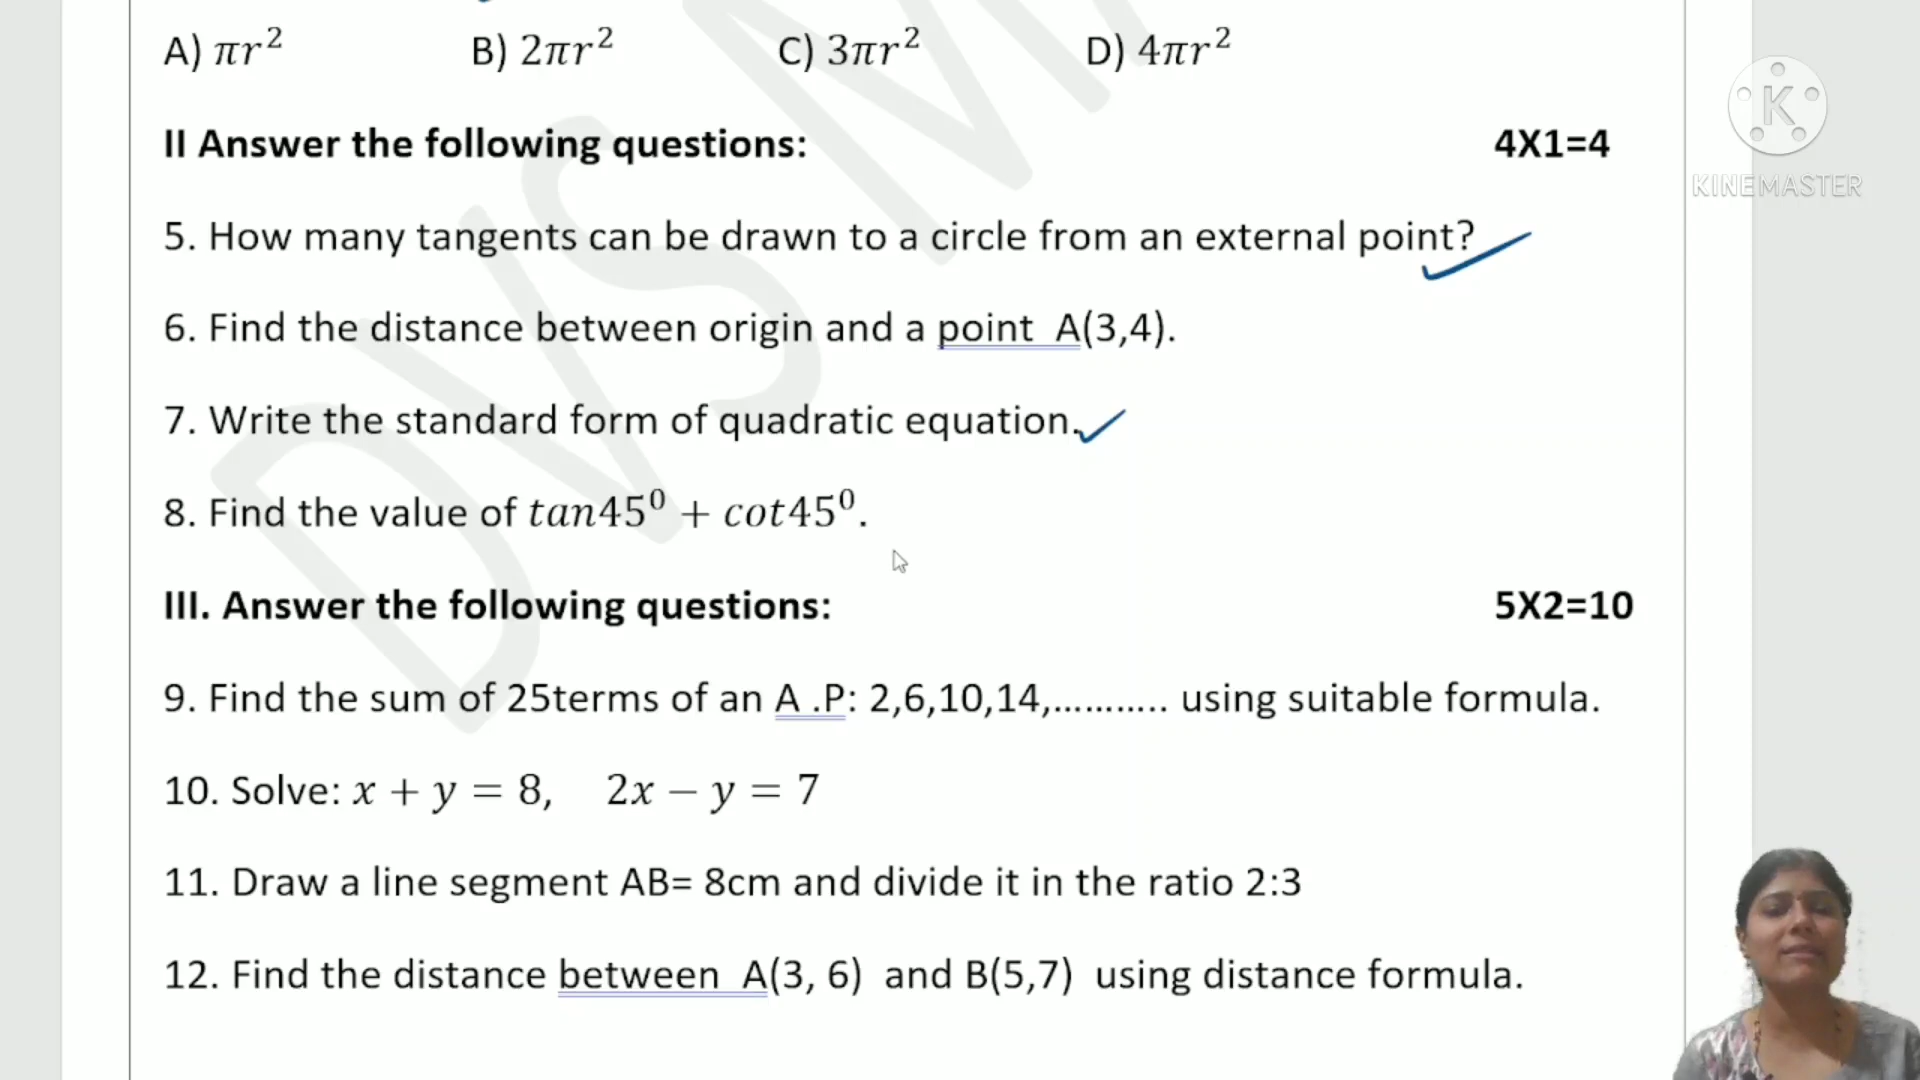 A) πr²  B) 2πr²  C) 3πr²  D) 4πr²
II Answer the following questions: 4X1=4
KINEMASTER
5. How many tangents can be drawn to a circle from an external point?
6. Find the distance between origin and a point A(3,4).
7. Write the standard form of quadratic equation.
8. Find the value of tan45⁰ + cot45⁰.
III. Answer the following questions: 5X2=10
9. Find the sum of 25terms of an A .P: 2,6,10,14,........... using suitable formula.
10. Solve: x + y = 8,  2x − y = 7
11. Draw a line segment AB= 8cm and divide it in the ratio 2:3
12. Find the distance between A(3, 6) and B(5,7) using distance formula.